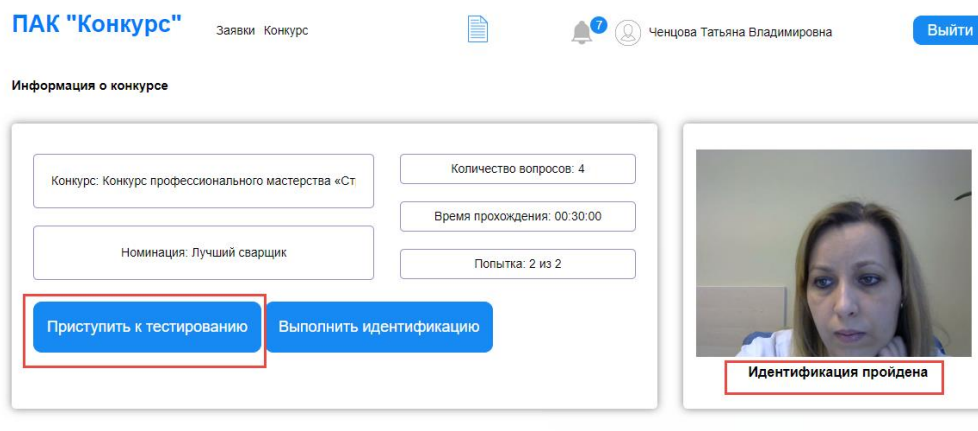 ПАК "Конкурс"
Заявки Конкурс
7
Ченцова Татьяна Владимировна
Выйти
Информация о конкурсе
Конкурс: Конкурс профессионального мастерства «Ст
Количество вопросов: 4
Время прохождения: 00:30:00
Номинация: Лучший сварщик
Попытка: 2 из 2
Приступить к тестированию
Выполнить идентификацию
Идентификация пройдена